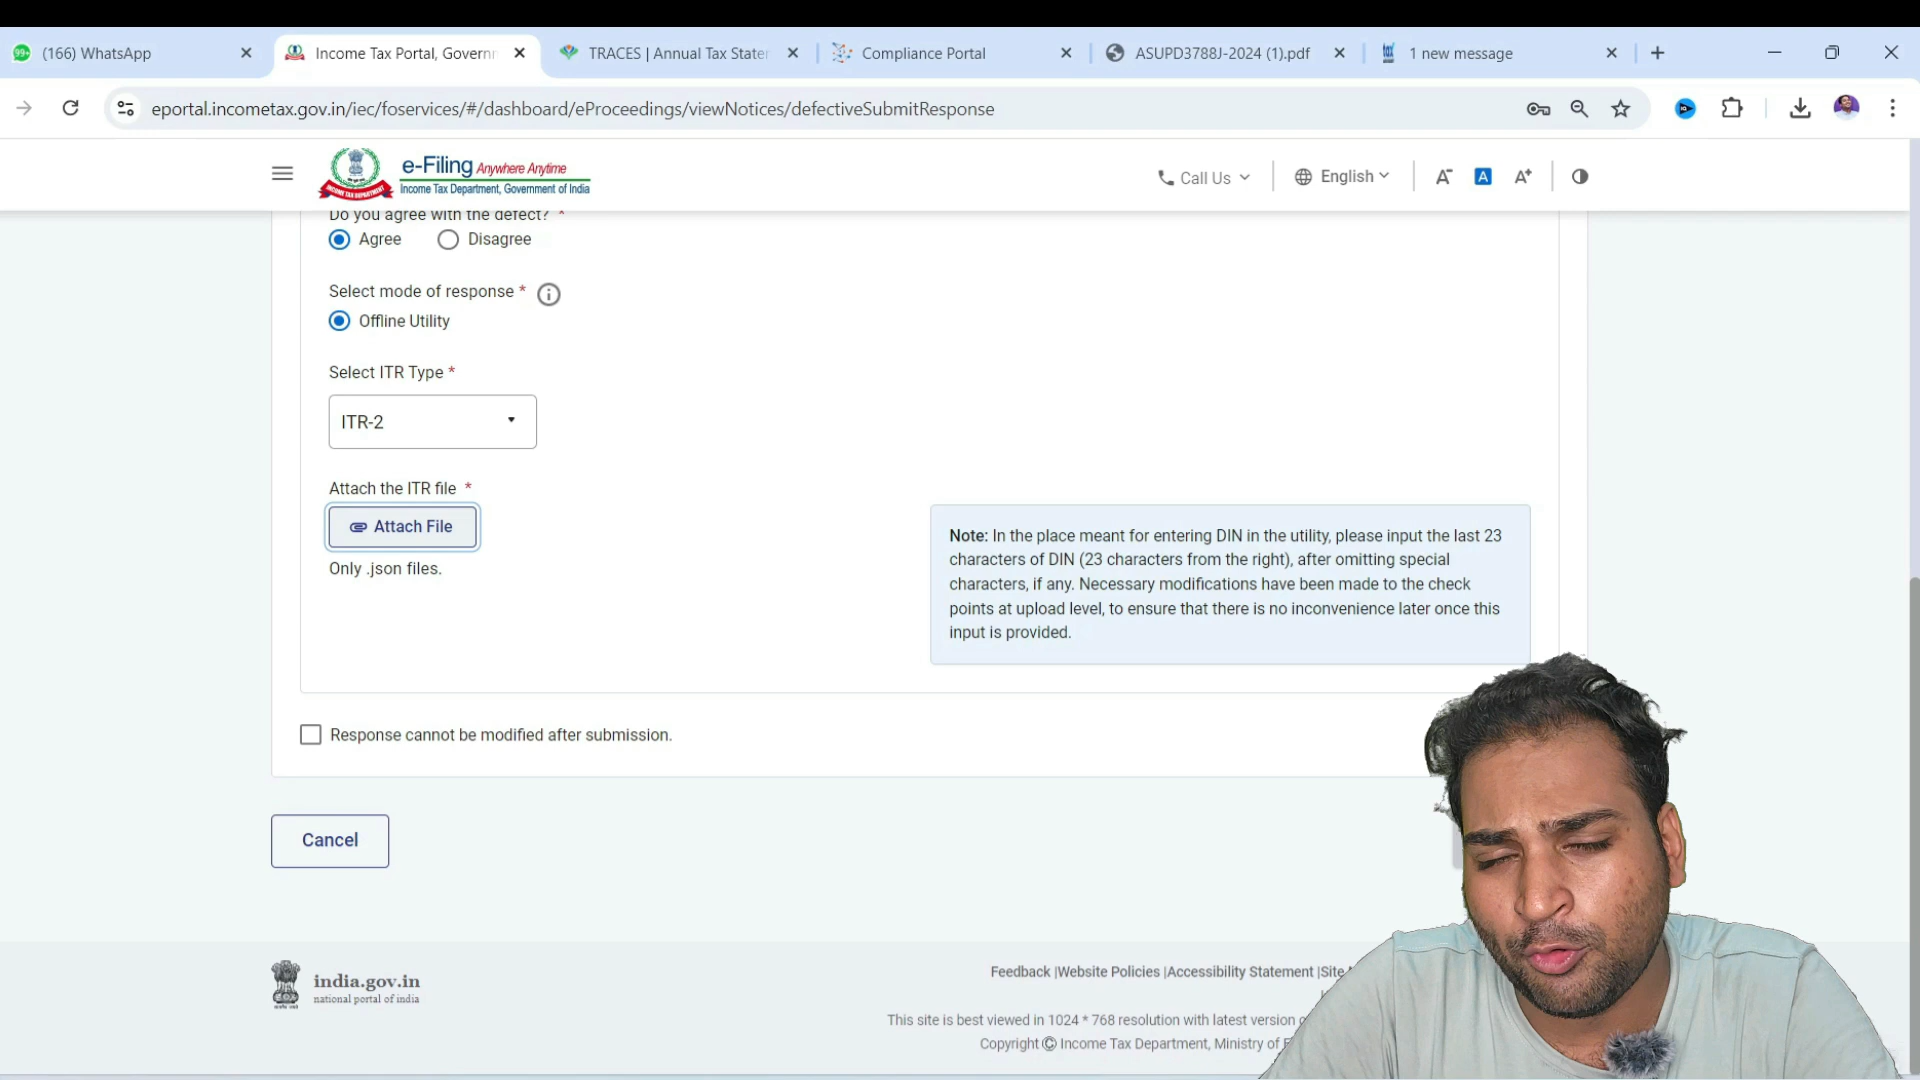 (166) WhatsApp
Income Tax Portal, Govern
TRACES | Annual Tax Stater
Compliance Portal
ASUPD3788J-2024 (1).pdf
1 new message
eportal.incometax.gov.in/iec/foservices/#/dashboard/eProceedings/viewNotices/defectiveSubmitResponse
e-Filing Anywhere Anytime
Income Tax Department, Government of India
Call Us
English
A-
A
A+
Do you agree with the defect? *
Agree
Disagree
Select mode of response *
Offline Utility
Select ITR Type *
ITR-2
Attach the ITR file *
Attach File
Only .json files.
Note: In the place meant for entering DIN in the utility, please input the last 23
characters of DIN (23 characters from the right), after omitting special
characters, if any. Necessary modifications have been made to the check
points at upload level, to ensure that there is no inconvenience later once this
input is provided.
Response cannot be modified after submission.
Cancel
india.gov.in
national portal of india
Feedback |Website Policies |Accessibility Statement |Site
This site is best viewed in 1024 * 768 resolution with latest version
Copyright © Income Tax Department, Ministry of